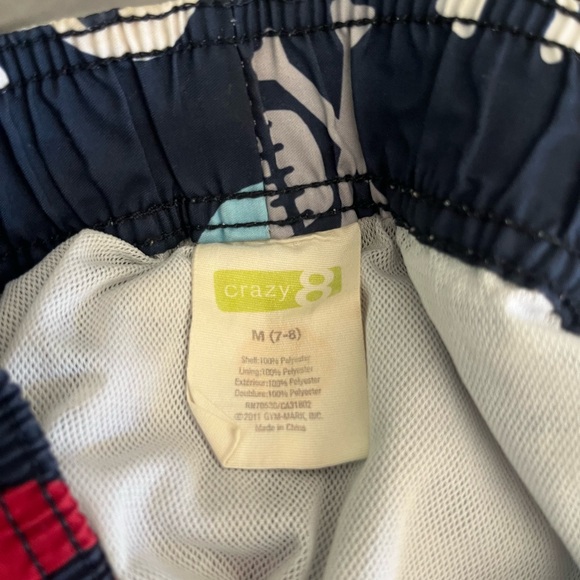 crazy 8
M (7-8)
Shell:100% Polyester
Lining:100% Polyester
Extérieur:100% Polyester
Doublure:100% Polyester
© 2011 GYM-MARK, INC.
Made in China